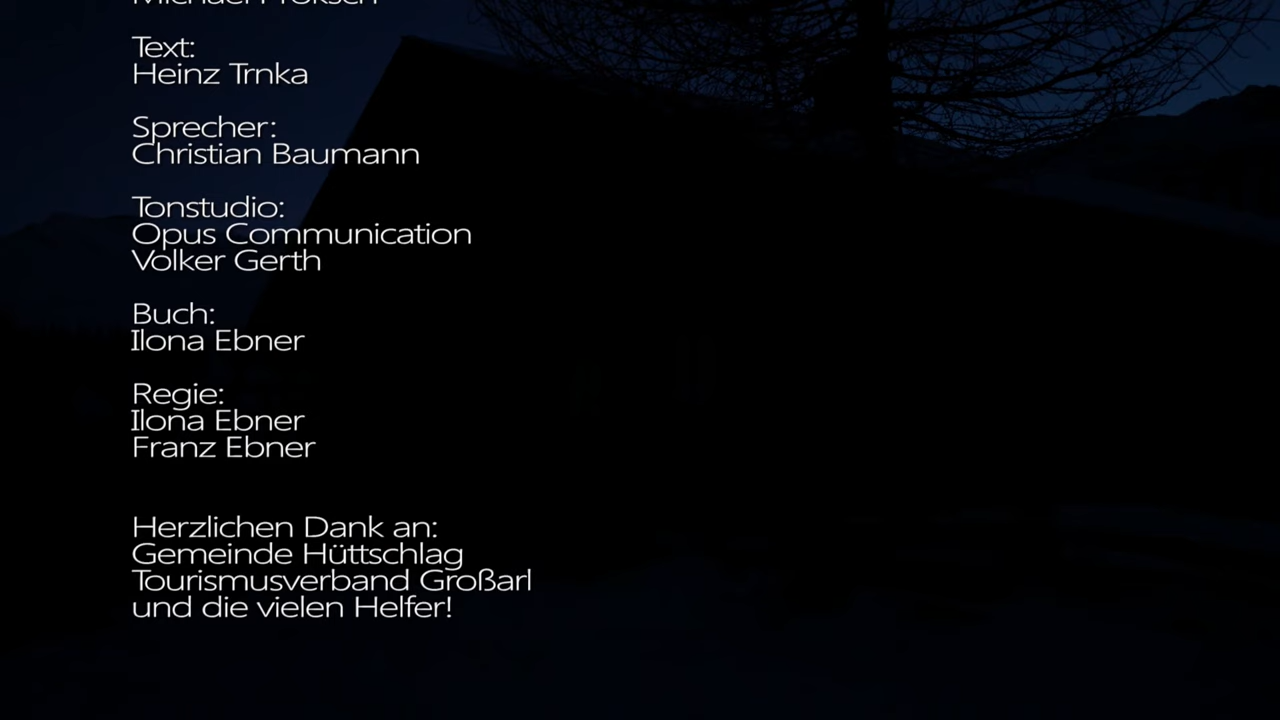 Text:
Heinz Trnka
Sprecher:
Christian Baumann
Tonstudio:
Opus Communication
Volker Gerth
Buch:
Ilona Ebner
Regie:
Ilona Ebner
Franz Ebner
Herzlichen Dank an:
Gemeinde Hüttschlag
Tourismusverband Großarl
und die vielen Helfer!